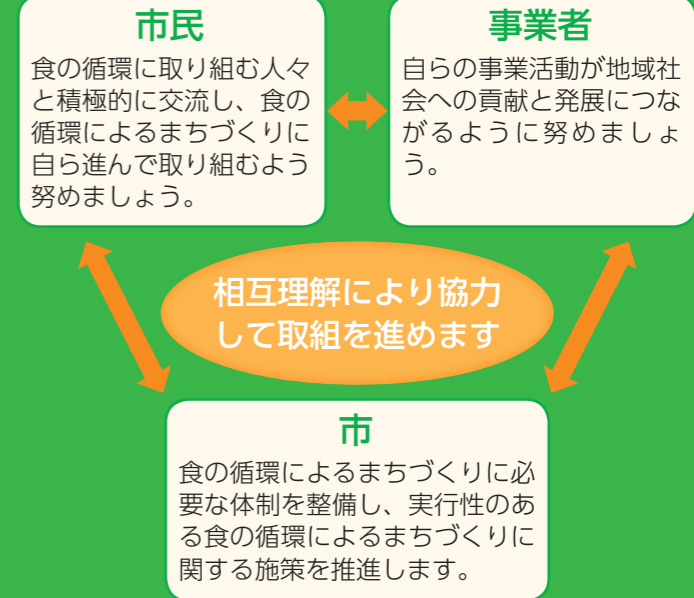 市民
食の循環に取り組む人々
と積極的に交流し、食の
循環によるまちづくりに
自ら進んで取り組むよう
努めましょう。
事業者
自らの事業活動が地域社
会への貢献と発展につな
がるように努めましょ
う。
相互理解により協力
して取組を進めます
市
食の循環によるまちづくりに必
要な体制を整備し、実行性のあ
る食の循環によるまちづくりに
関する施策を推進します。